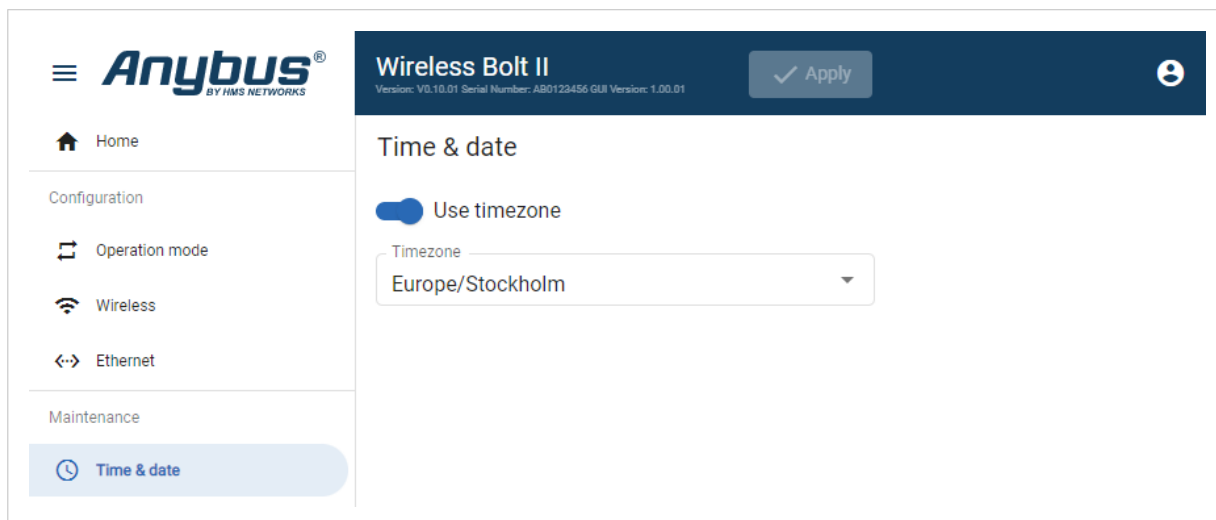 Anybus®
BY HMS NETWORKS
Wireless Bolt II
Version: V0.10.01 Serial Number: AB0123456 GUI Version: 1.00.01
Apply
Home
Configuration
Operation mode
Wireless
Ethernet
Maintenance
Time & date
Time & date
Use timezone
Timezone
Europe/Stockholm